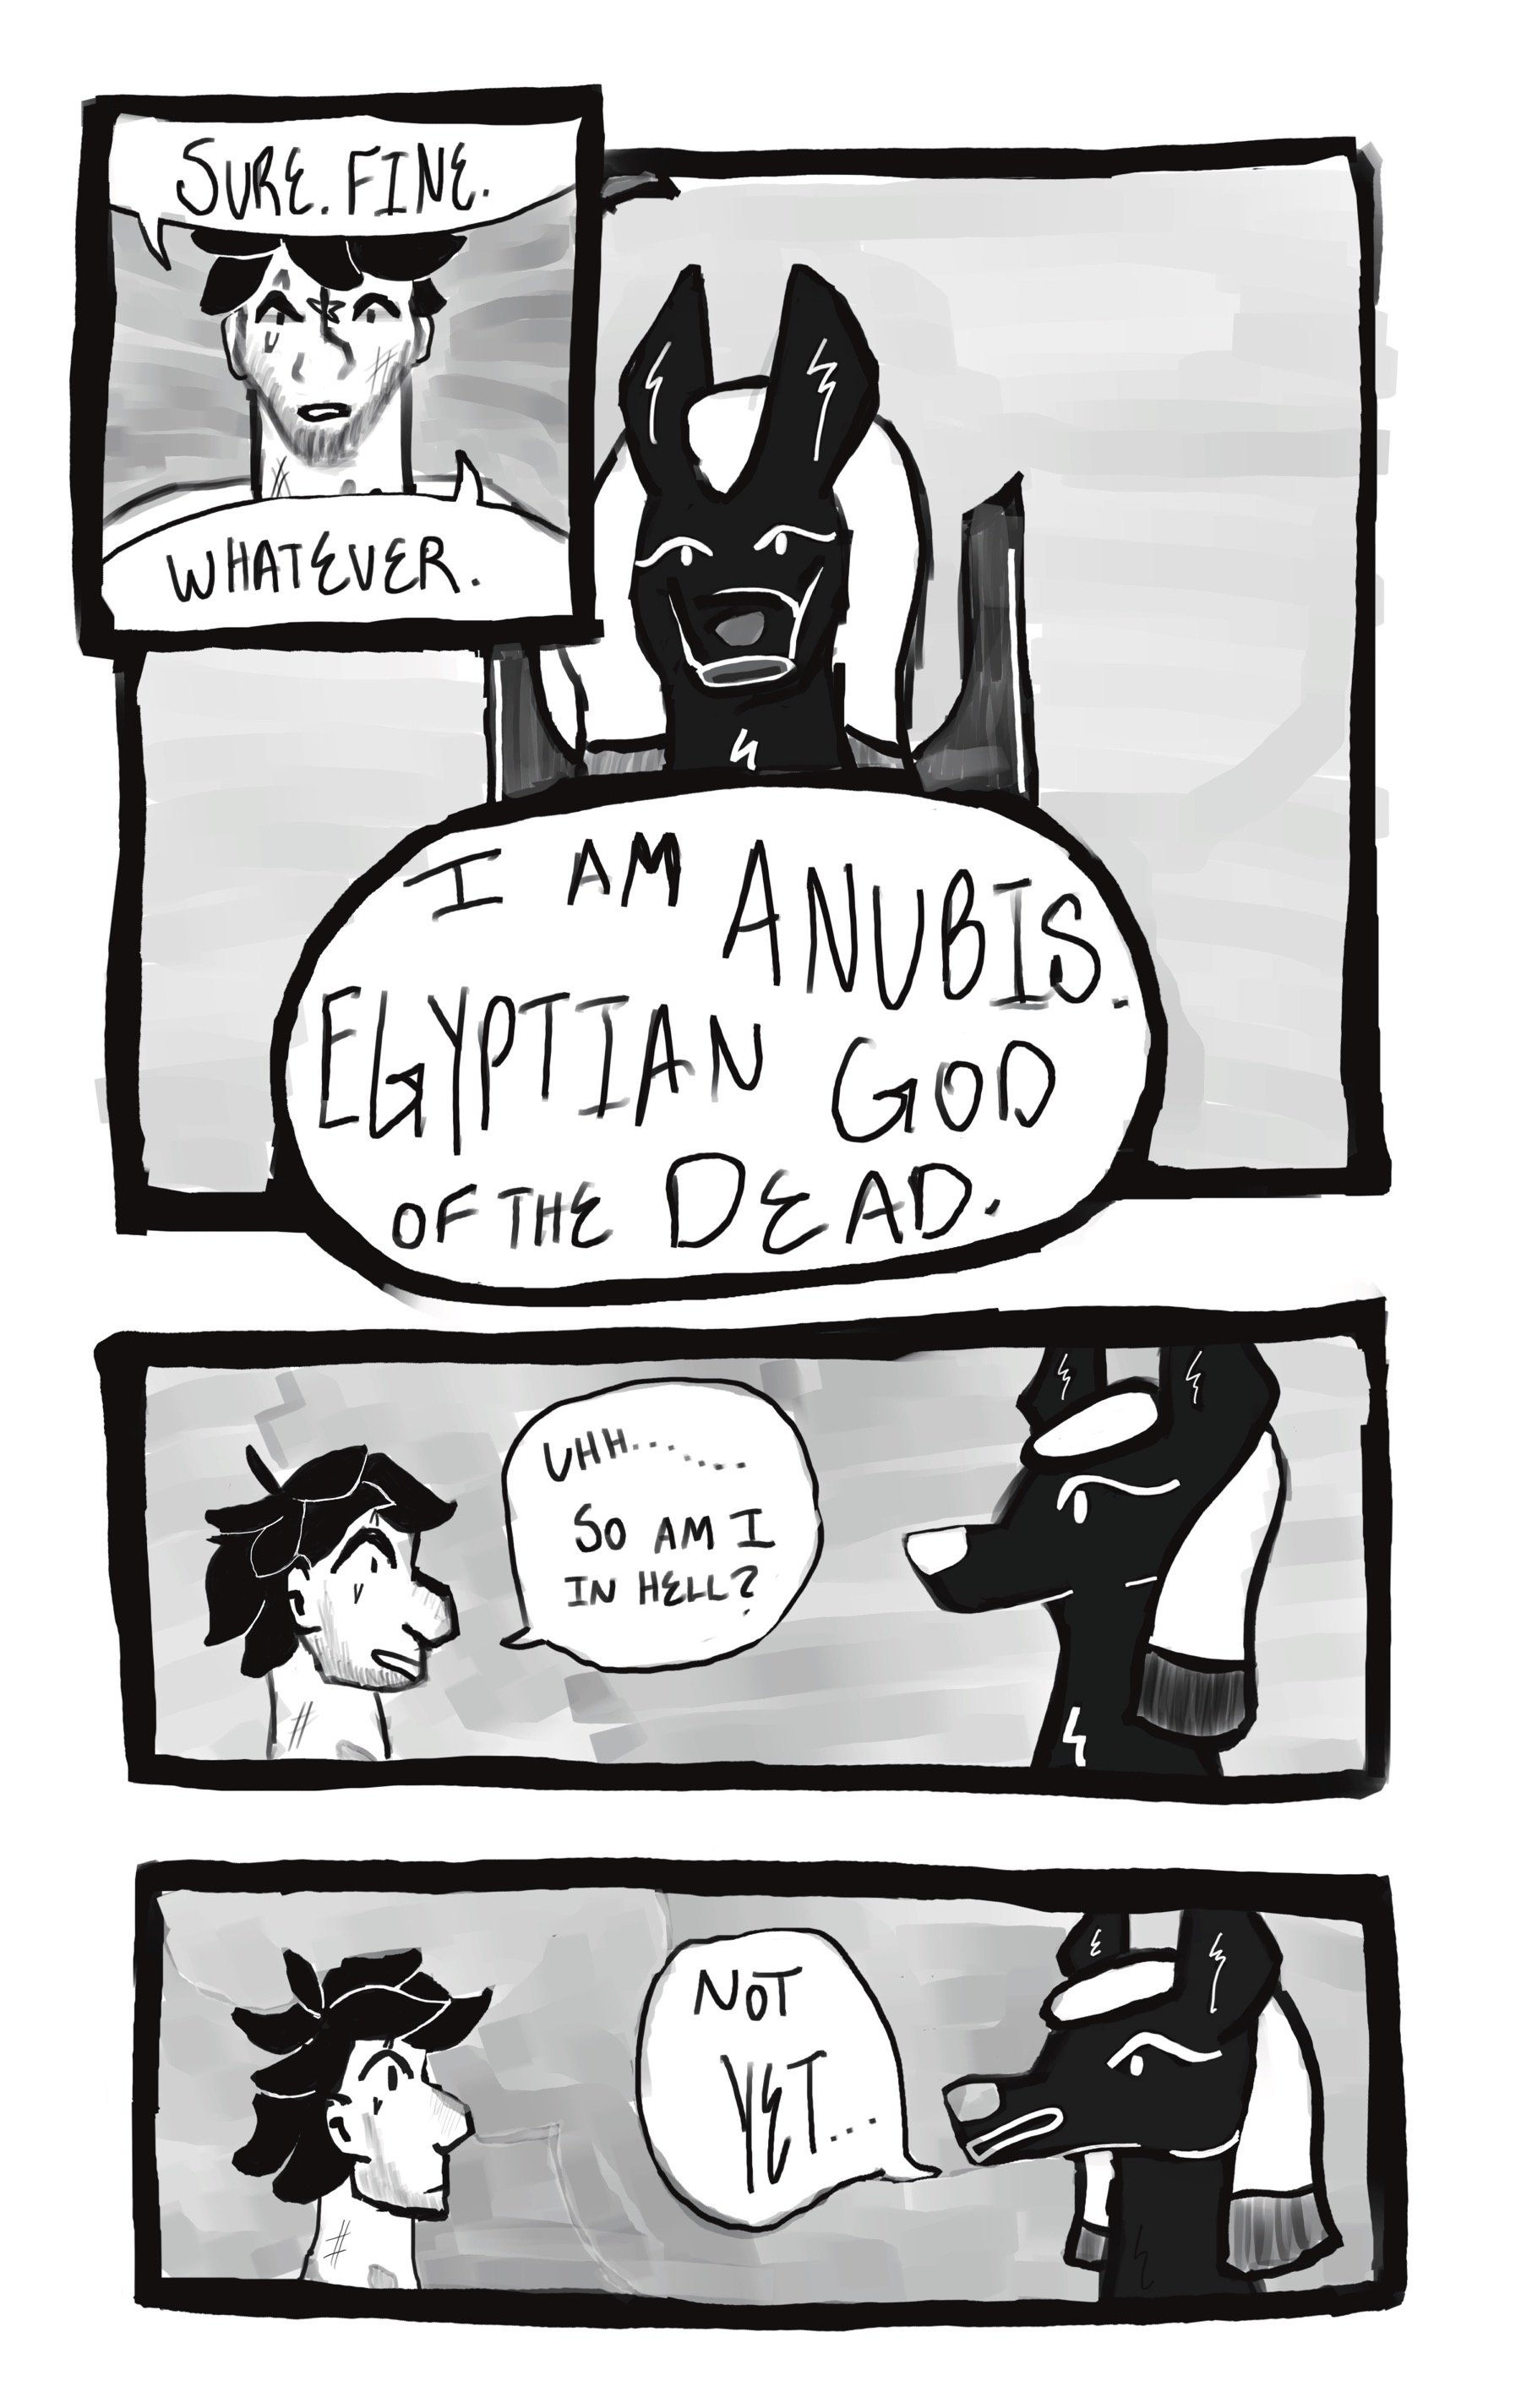 SURE. FINE.
WHATEVER.
I AM ANUBIS.
EGYPTIAN GOD
OF THE DEAD.
UHH.........
SO AM I
IN HELL?
NOT
YET...